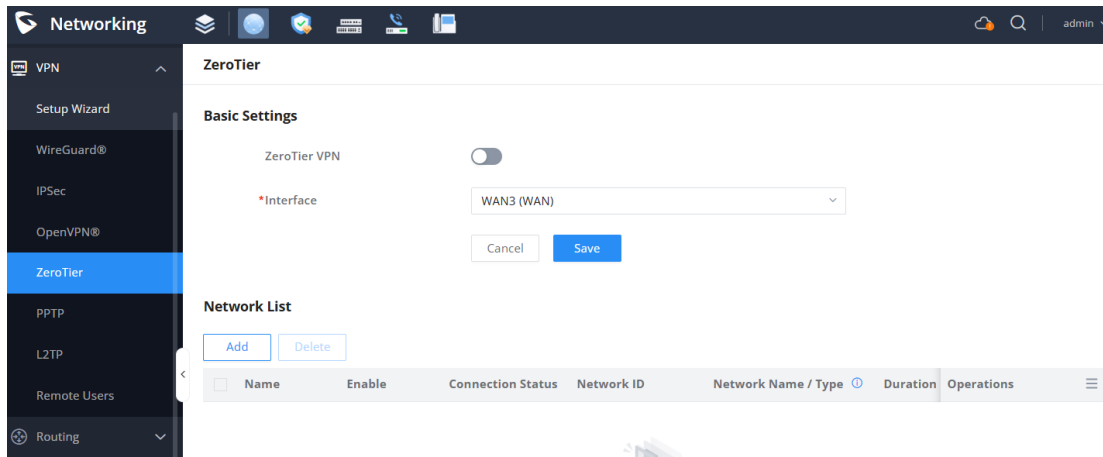 Networking
admin
VPN
Setup Wizard
WireGuard®
IPSec
OpenVPN®
ZeroTier
PPTP
L2TP
Remote Users
Routing
ZeroTier
Basic Settings
ZeroTier VPN
*Interface
WAN3 (WAN)
Cancel Save
Network List
Add Delete
Name Enable Connection Status Network ID Network Name / Type Duration Operations